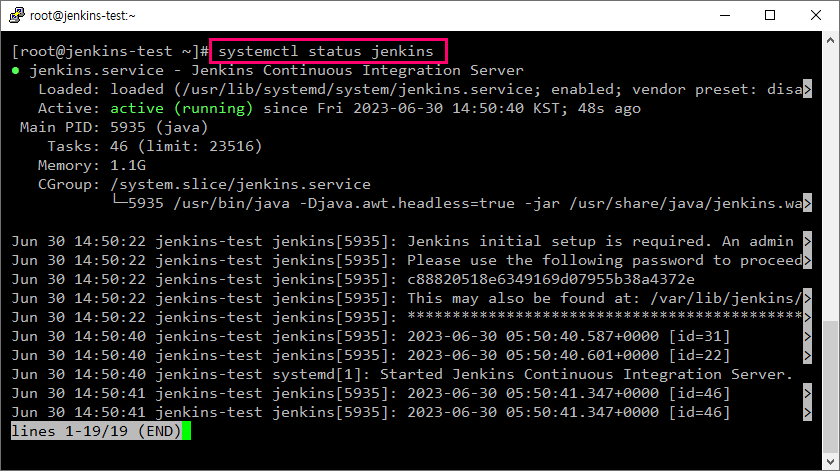 root@jenkins-test:~
[root@jenkins-test ~]# systemctl status jenkins
● jenkins.service - Jenkins Continuous Integration Server
Loaded: loaded (/usr/lib/systemd/system/jenkins.service; enabled; vendor preset: disa>
Active: active (running) since Fri 2023-06-30 14:50:40 KST; 48s ago
Main PID: 5935 (java)
Tasks: 46 (limit: 23516)
Memory: 1.1G
CGroup: /system.slice/jenkins.service
└─5935 /usr/bin/java -Djava.awt.headless=true -jar /usr/share/java/jenkins.wa>
Jun 30 14:50:22 jenkins-test jenkins[5935]: Jenkins initial setup is required. An admin >
Jun 30 14:50:22 jenkins-test jenkins[5935]: Please use the following password to proceed>
Jun 30 14:50:22 jenkins-test jenkins[5935]: c88820518e6349169d07955b38a4372e
Jun 30 14:50:22 jenkins-test jenkins[5935]: This may also be found at: /var/lib/jenkins/>
Jun 30 14:50:22 jenkins-test jenkins[5935]: ********************************************>
Jun 30 14:50:40 jenkins-test jenkins[5935]: 2023-06-30 05:50:40.587+0000 [id=31] >
Jun 30 14:50:40 jenkins-test jenkins[5935]: 2023-06-30 05:50:40.601+0000 [id=22] >
Jun 30 14:50:40 jenkins-test systemd[1]: Started Jenkins Continuous Integration Server.
Jun 30 14:50:41 jenkins-test jenkins[5935]: 2023-06-30 05:50:41.347+0000 [id=46] >
Jun 30 14:50:41 jenkins-test jenkins[5935]: 2023-06-30 05:50:41.347+0000 [id=46] >
lines 1-19/19 (END)